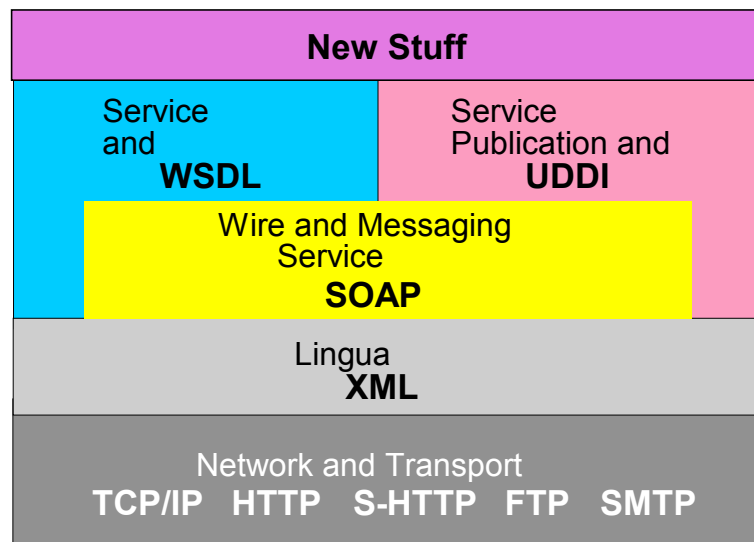 New Stuff
Service
and
WSDL
Service
Publication and
UDDI
Wire and Messaging
Service
SOAP
Lingua
XML
Network and Transport
TCP/IP HTTP S-HTTP FTP SMTP